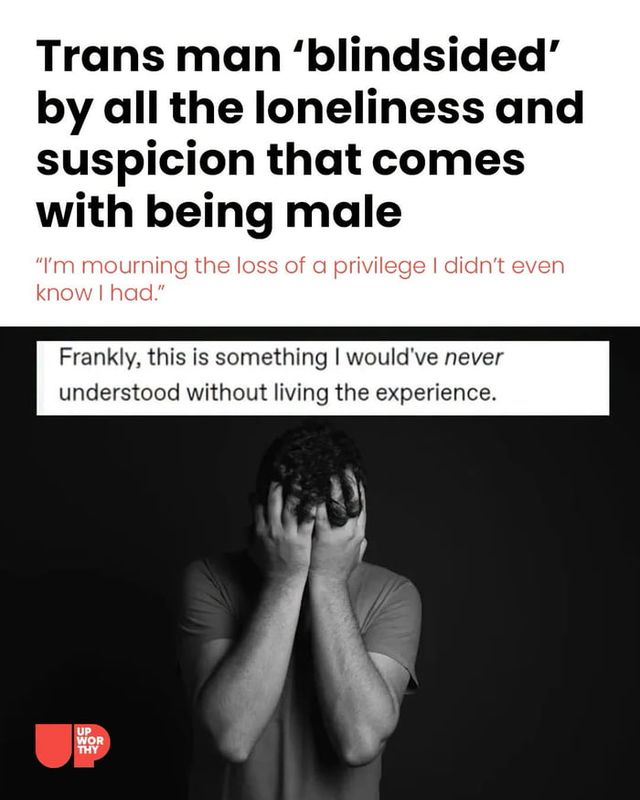 Trans man ‘blindsided’
by all the loneliness and
suspicion that comes
with being male
“I’m mourning the loss of a privilege I didn’t even
know I had.”
Frankly, this is something I would've never
understood without living the experience.
UP
WOR
THY